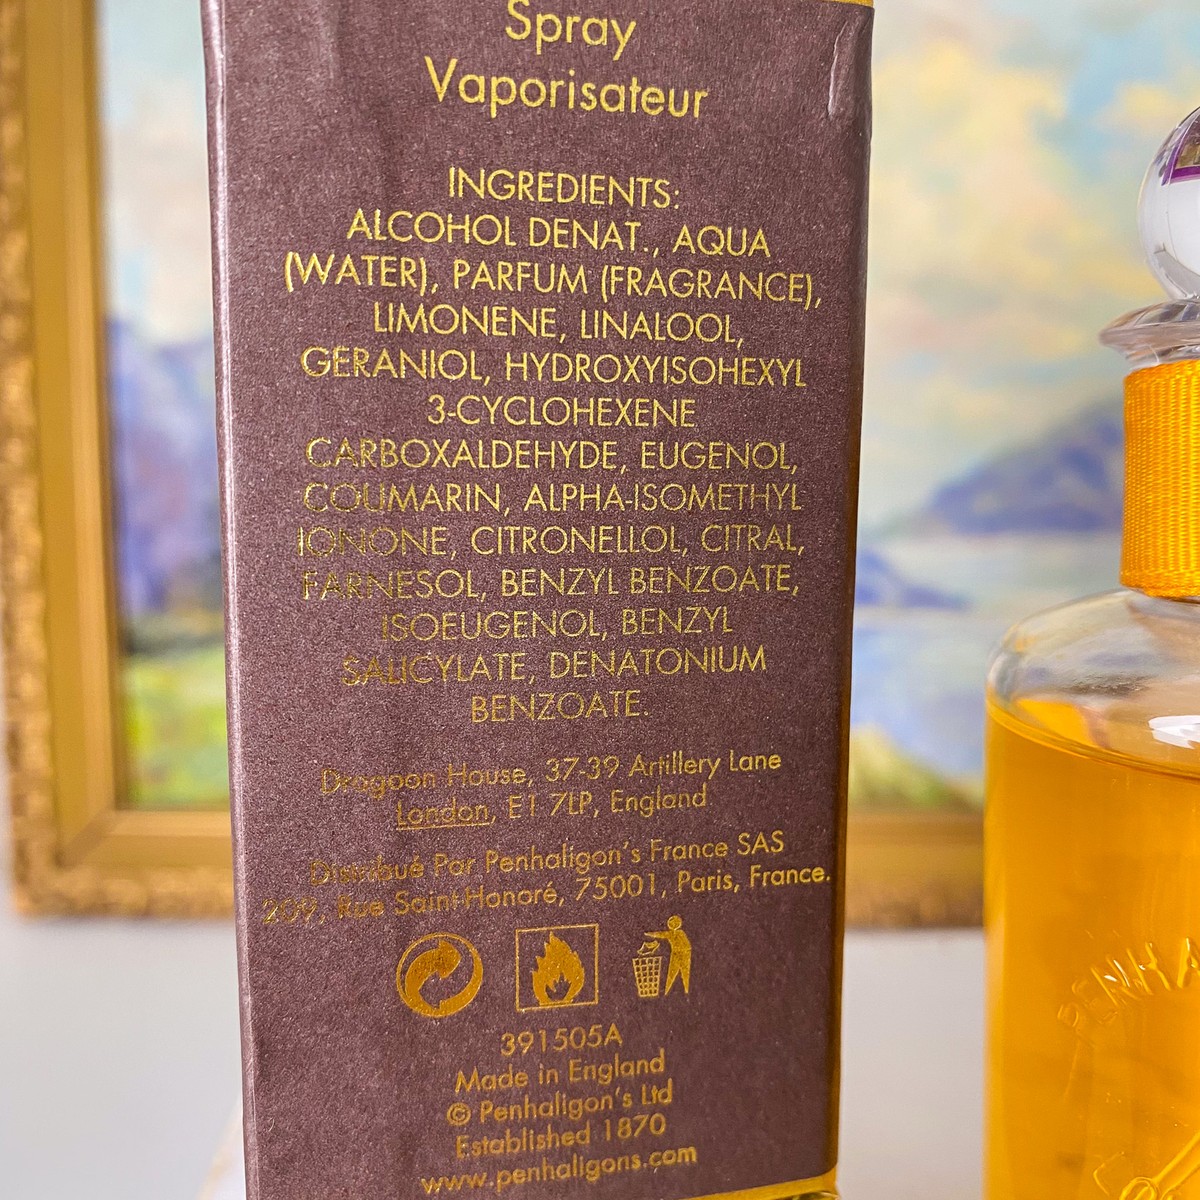 Spray
Vaporisateur
INGREDIENTS:
ALCOHOL DENAT., AQUA
(WATER), PARFUM (FRAGRANCE),
LIMONENE, LINALOOL,
GERANIOL, HYDROXYISOHEXYL
3-CYCLOHEXENE
CARBOXALDEHYDE, EUGENOL,
COUMARIN, ALPHA-ISOMETHYL
IONONE, CITRONELLOL, CITRAL,
FARNESOL, BENZYL BENZOATE,
ISOEUGENOL, BENZYL
SALICYLATE, DENATONIUM
BENZOATE.
Dragoon House, 37-39 Artillery Lane
London, E1 7LP, England
Distribué Par Penhaligon's France SAS
209, Rue Saint-Honoré, 75001, Paris, France.
391505A
Made in England
© Penhaligon's Ltd
Established 1870
www.penhaligons.com
PENHA